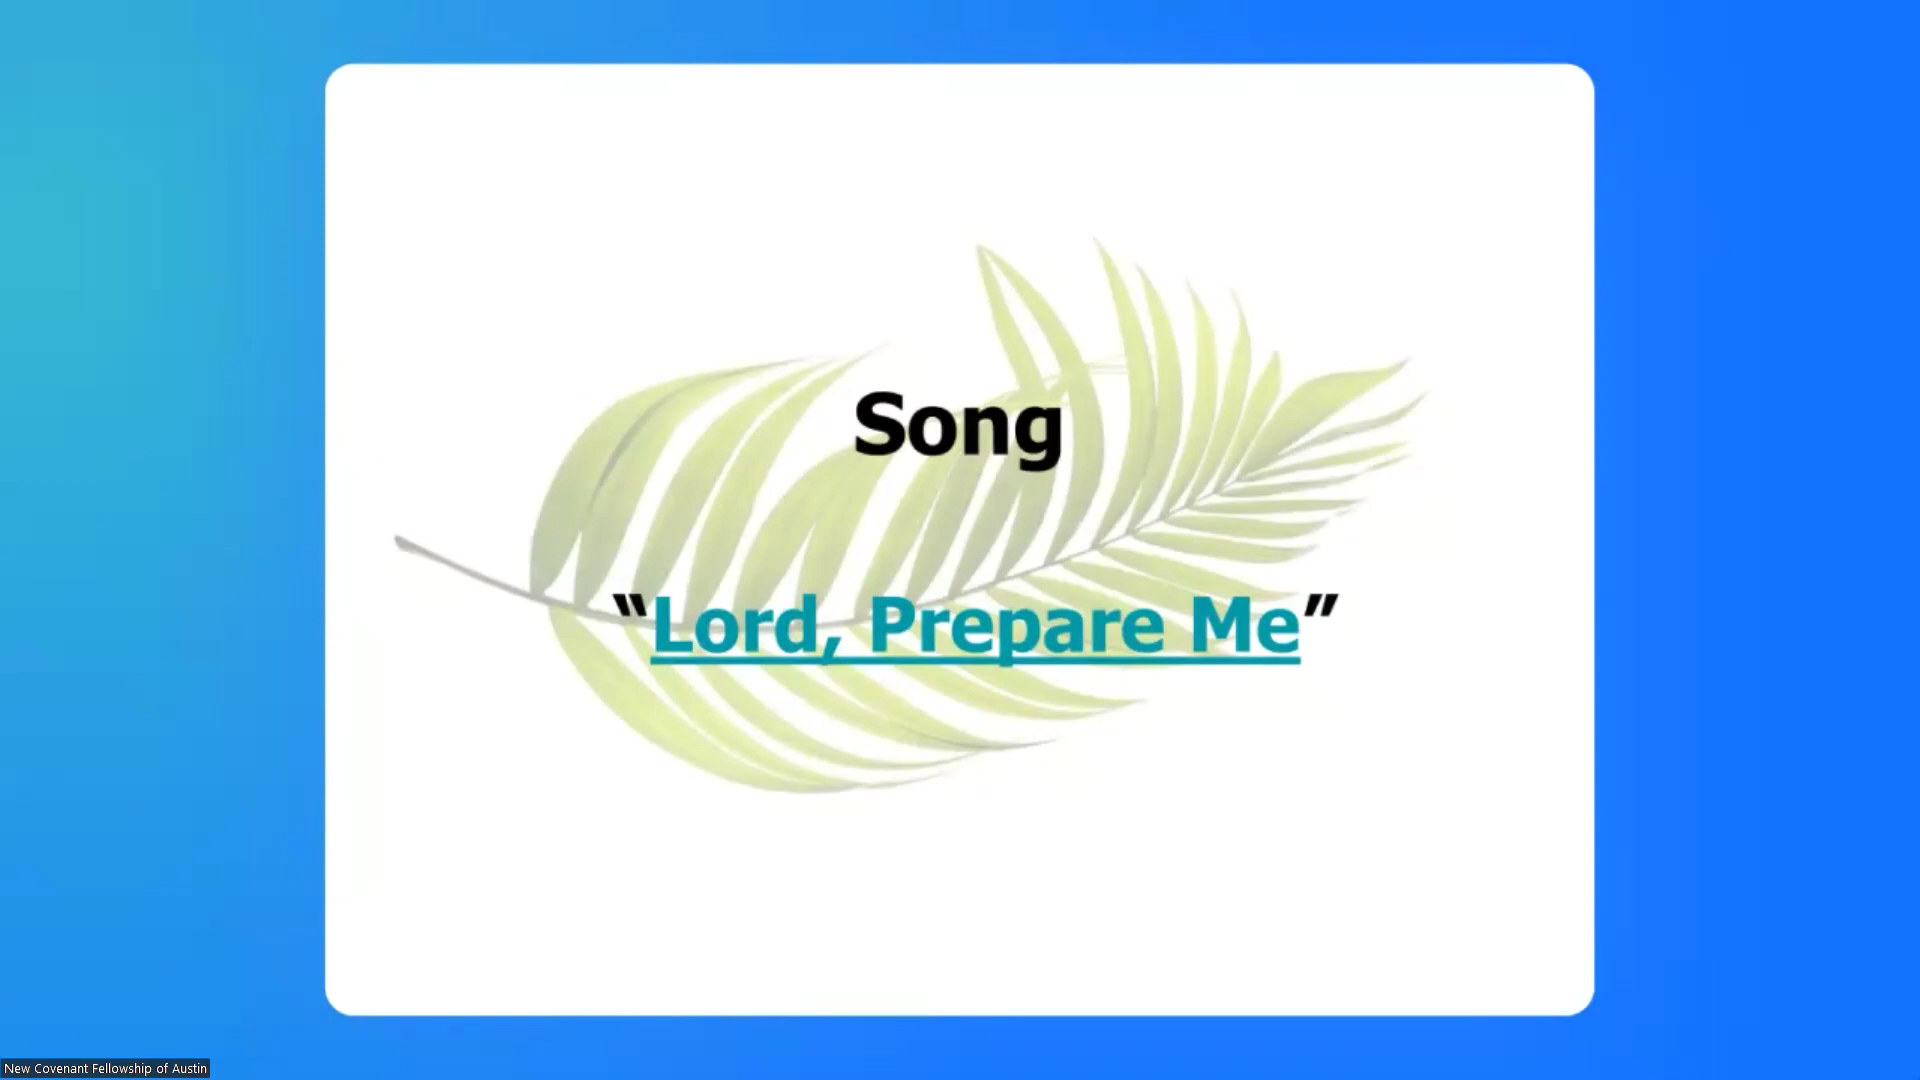 Song
“Lord, Prepare Me”
New Covenant Fellowship of Austin